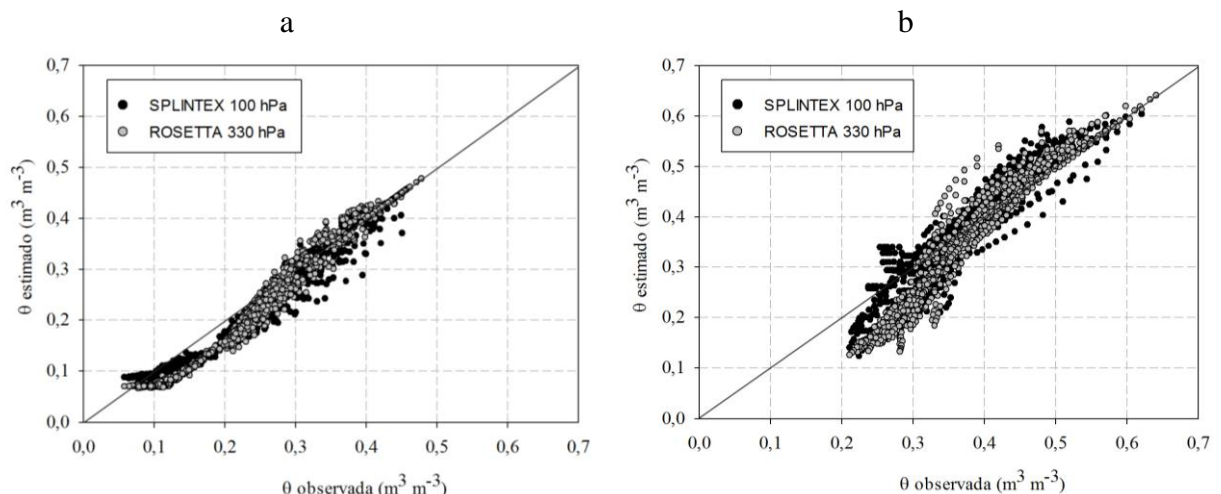 a
b
0,7
0,6
0,5
0,4
0,3
0,2
0,1
0,0
θ estimado (m³ m⁻³)
SPLINTEX 100 hPa
ROSETTA 330 hPa
0,0 0,1 0,2 0,3 0,4 0,5 0,6 0,7
θ observada (m³ m⁻³)
0,7
0,6
0,5
0,4
0,3
0,2
0,1
0,0
θ estimado (m³ m⁻³)
SPLINTEX 100 hPa
ROSETTA 330 hPa
0,0 0,1 0,2 0,3 0,4 0,5 0,6 0,7
θ observada (m³ m⁻³)